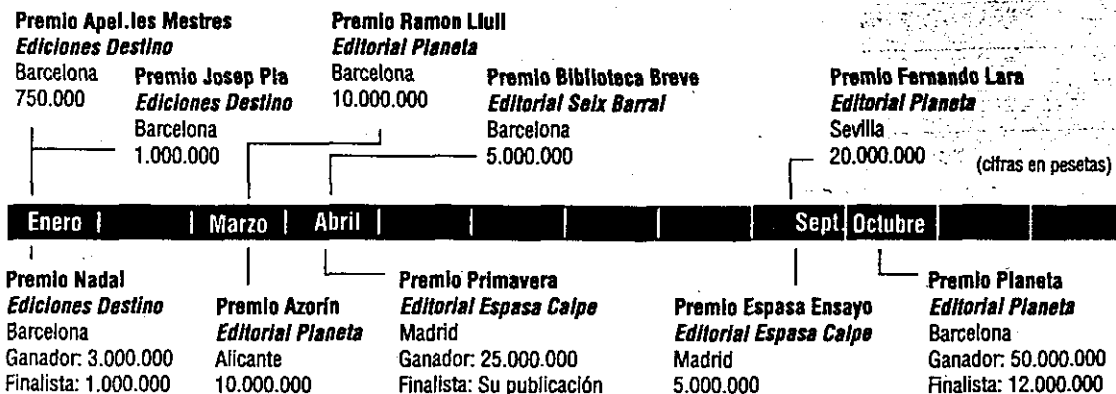 Premio Apel.les Mestres
Ediciones Destino
Barcelona
750.000
Premio Josep Pla
Ediciones Destino
Barcelona
1.000.000
Premio Ramon Llull
Editorial Planeta
Barcelona
10.000.000
Premio Biblioteca Breve
Editorial Seix Barral
Barcelona
5.000.000
Premio Fernando Lara
Editorial Planeta
Sevilla
20.000.000
(cifras en pesetas)
Enero
Marzo
Abril
Sept.
Octubre
Premio Nadal
Ediciones Destino
Barcelona
Ganador: 3.000.000
Finalista: 1.000.000
Premio Azorín
Editorial Planeta
Alicante
10.000.000
Premio Primavera
Editorial Espasa Calpe
Madrid
Ganador: 25.000.000
Finalista: Su publicación
Premio Espasa Ensayo
Editorial Espasa Calpe
Madrid
5.000.000
Premio Planeta
Editorial Planeta
Barcelona
Ganador: 50.000.000
Finalista: 12.000.000